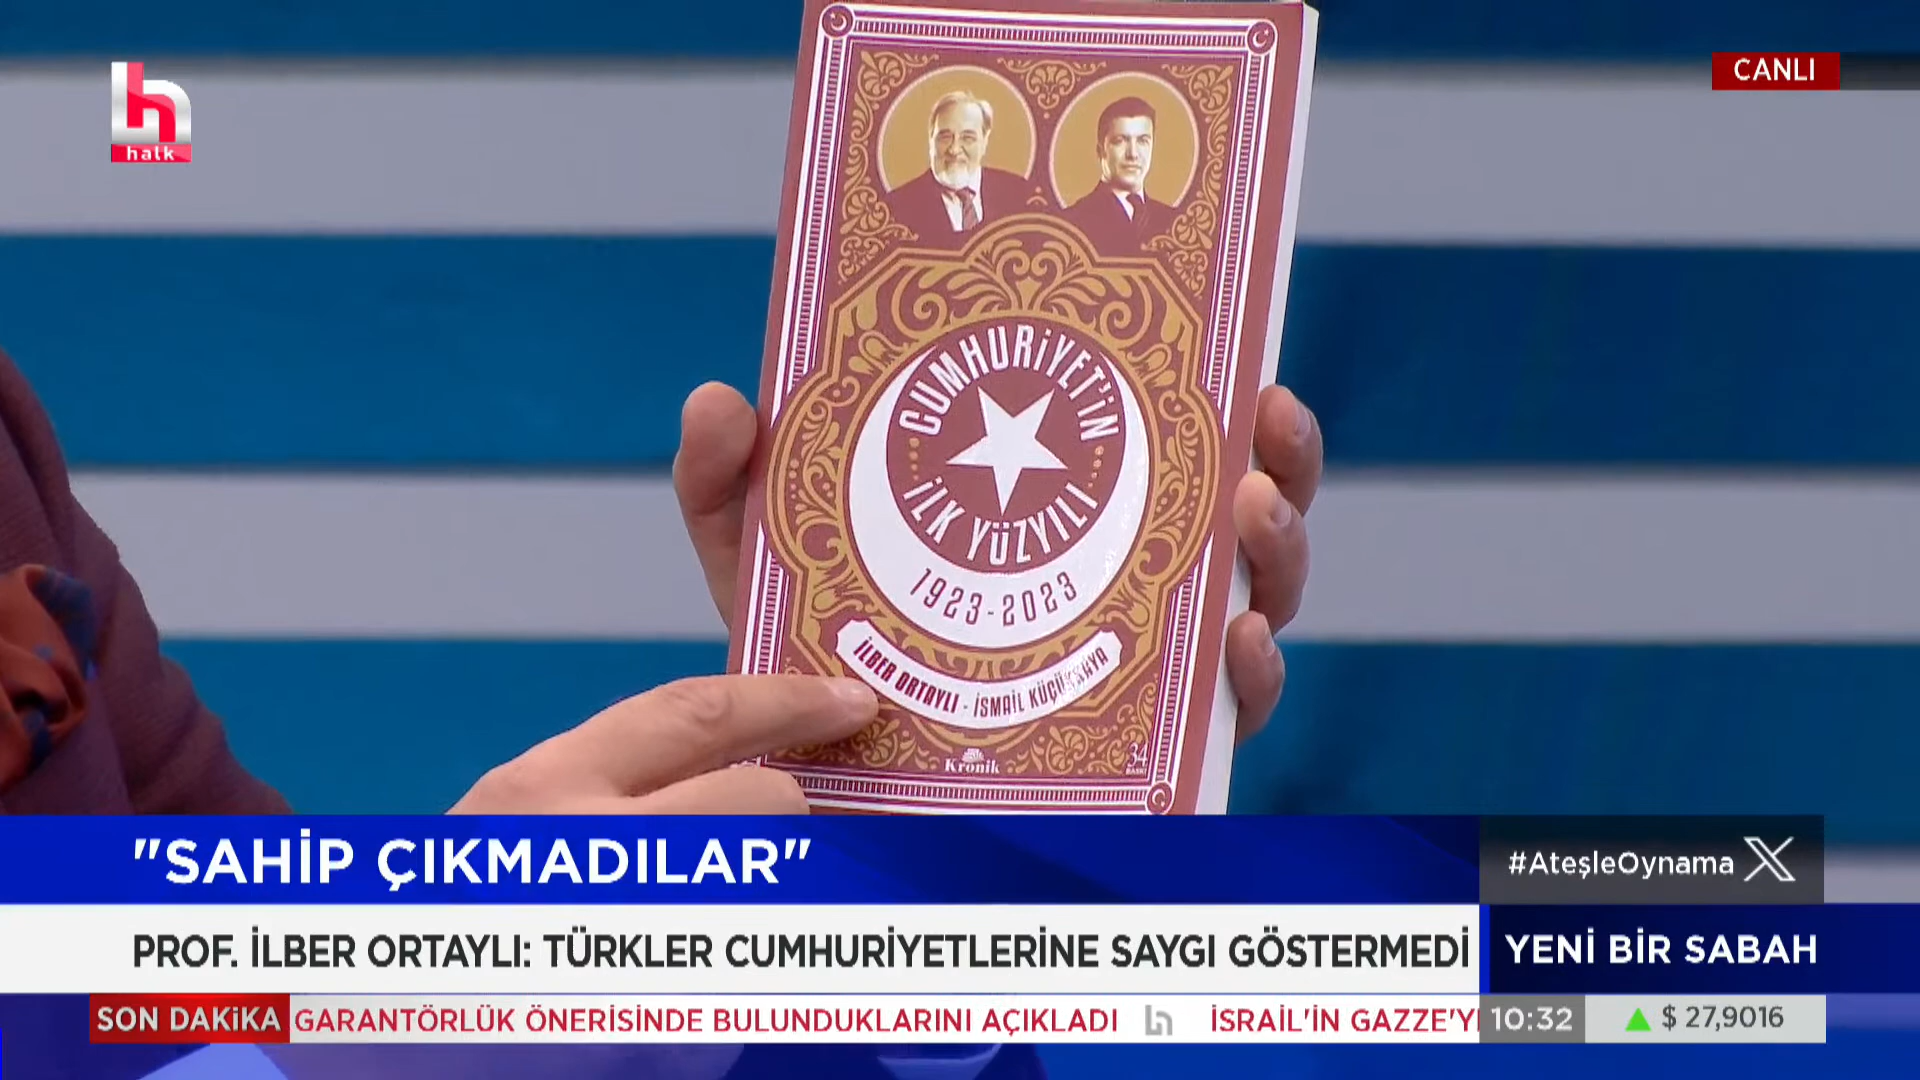 halk
CANLI
CUMHURİYET'İN
İLK YÜZYILI
1923-2023
İLBER ORTAYLI - İSMAİL KÜÇÜKKAYA
Kronik
34
BASKI
"SAHİP ÇIKMADILAR"
#AteşleOynama X
PROF. İLBER ORTAYLI: TÜRKLER CUMHURİYETLERİNE SAYGI GÖSTERMEDİ
YENİ BİR SABAH
SON DAKİKA
GARANTÖRLÜK ÖNERİSİNDE BULUNDUKLARINI AÇIKLADI
İSRAİL'İN GAZZE'Yİ
10:32
$ 27,9016